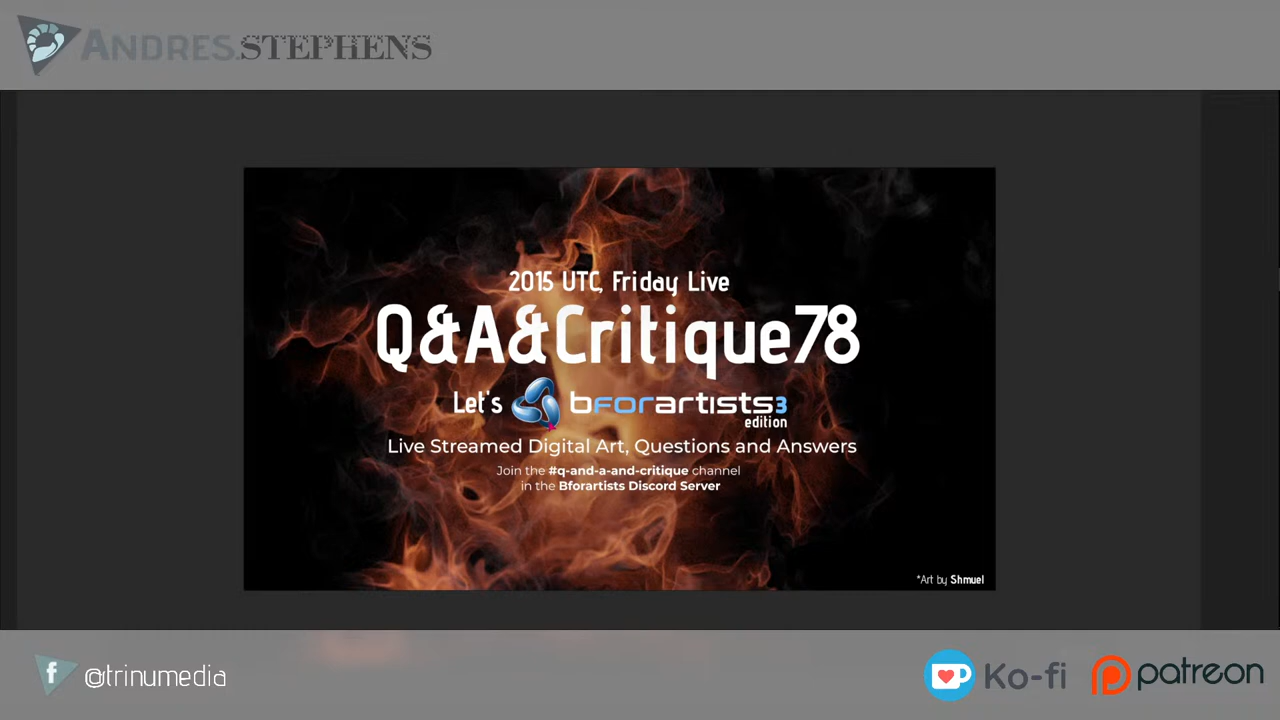 ANDRES.STEPHENS
2015 UTC, Friday Live
Q&A&Critique78
Let's bforartists3
edition
Live Streamed Digital Art, Questions and Answers
Join the #q-and-a-and-critique channel
in the Bforartists Discord Server
*Art by Shmuel
f @trinumedia
Ko-fi patreon